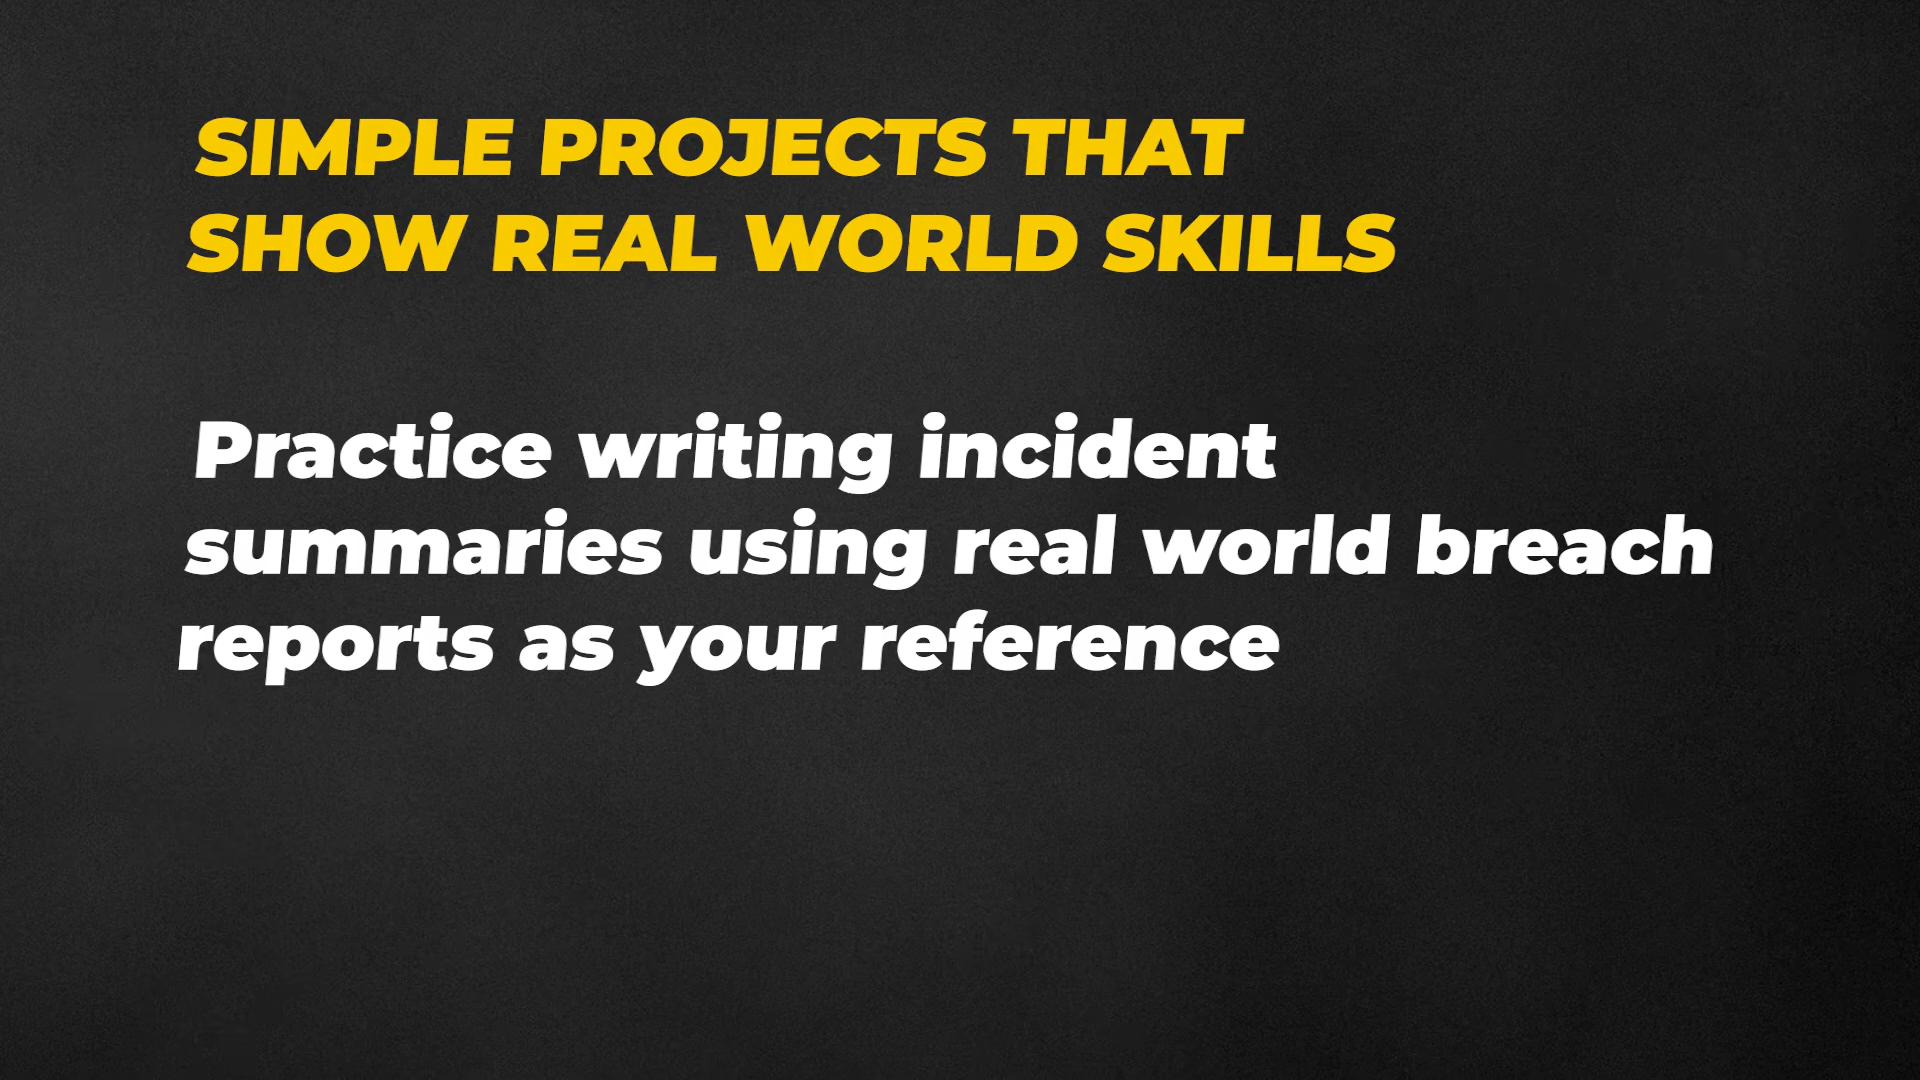 SIMPLE PROJECTS THAT
SHOW REAL WORLD SKILLS
Practice writing incident
summaries using real world breach
reports as your reference